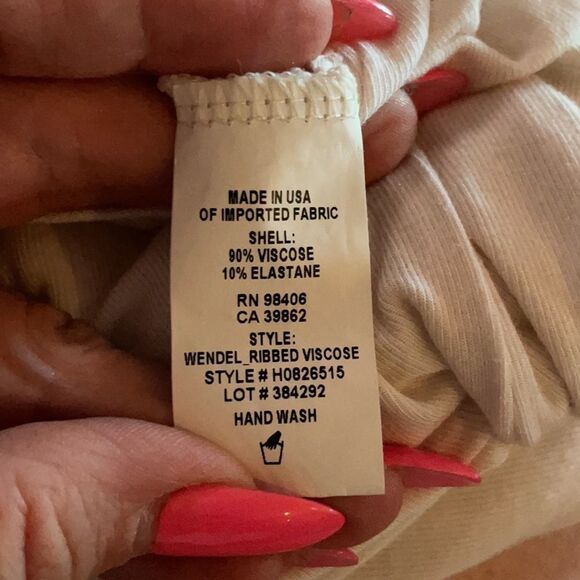 MADE IN USA
OF IMPORTED FABRIC
SHELL:
90% VISCOSE
10% ELASTANE
RN 98406
CA 39862
STYLE:
WENDEL_RIBBED VISCOSE
STYLE # H0826515
LOT # 384292
HAND WASH